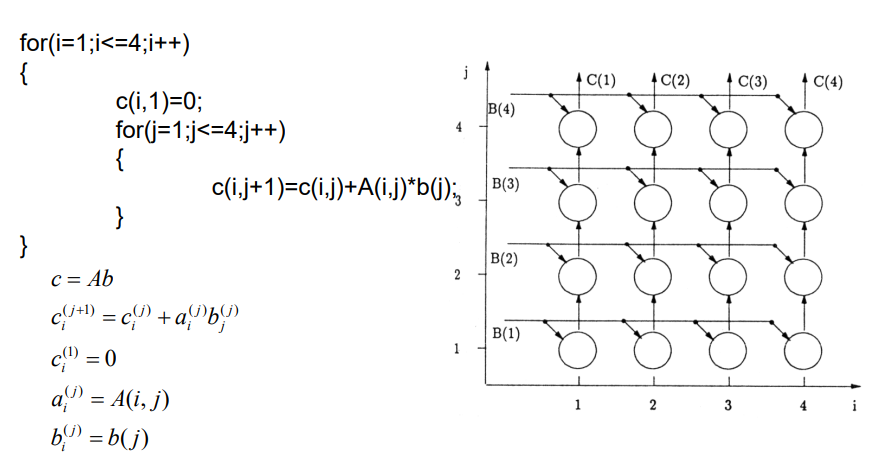 for(i=1;i<=4;i++)
{
c(i,1)=0;
for(j=1;j<=4;j++)
{
c(i,j+1)=c(i,j)+A(i,j)*b(j);
}
}
c = Ab
c_i^{(j+1)} = c_i^{(j)} + a_i^{(j)} b_j^{(j)}
c_i^{(1)} = 0
a_i^{(j)} = A(i, j)
b_i^{(j)} = b(j)
j C(1) C(2) C(3) C(4)
B(4)
4
B(3)
3
B(2)
2
B(1)
1
1 2 3 4 i